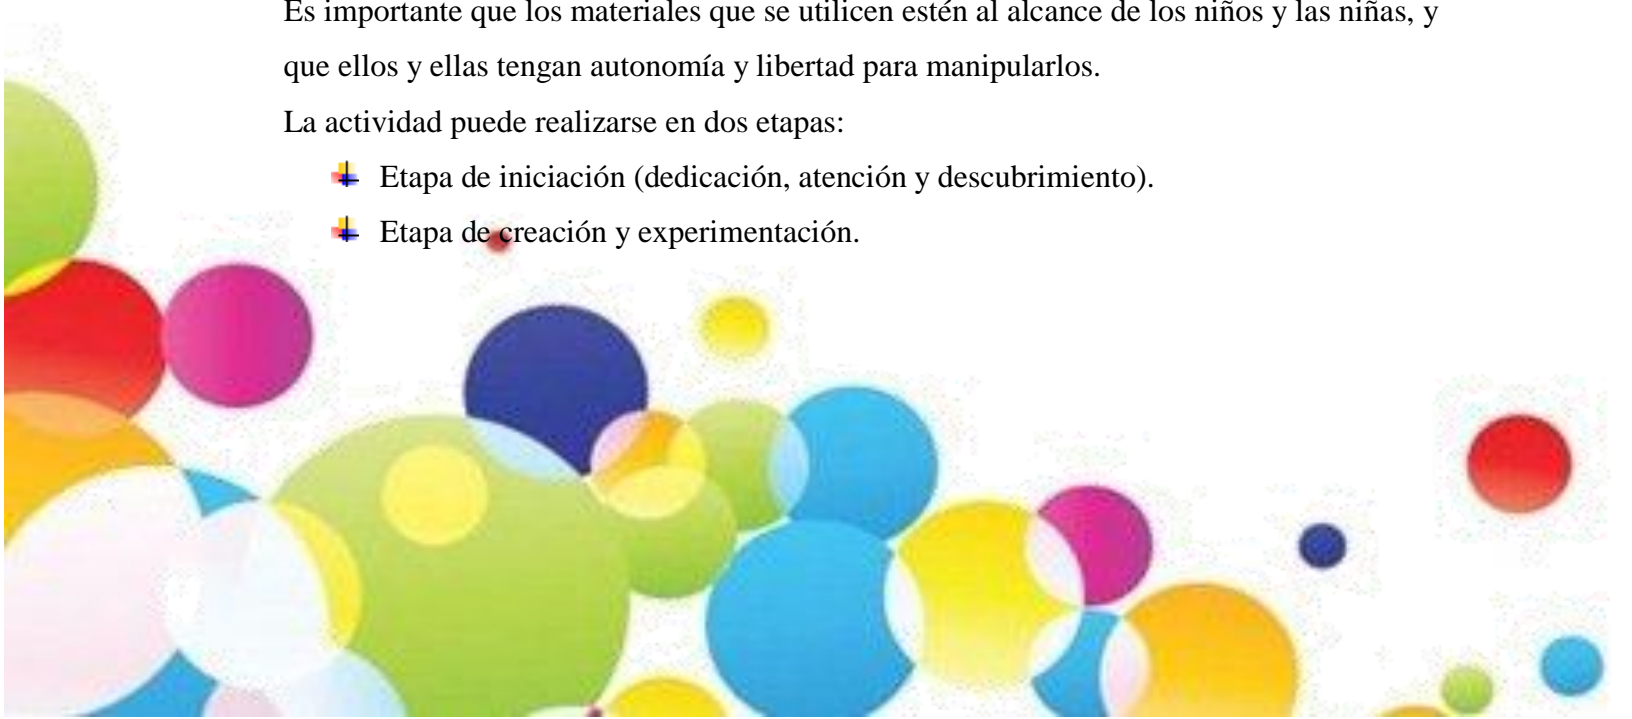 Es importante que los materiales que se utilicen estén al alcance de los niños y las niñas, y
que ellos y ellas tengan autonomía y libertad para manipularlos.
La actividad puede realizarse en dos etapas:
Etapa de iniciación (dedicación, atención y descubrimiento).
Etapa de creación y experimentación.